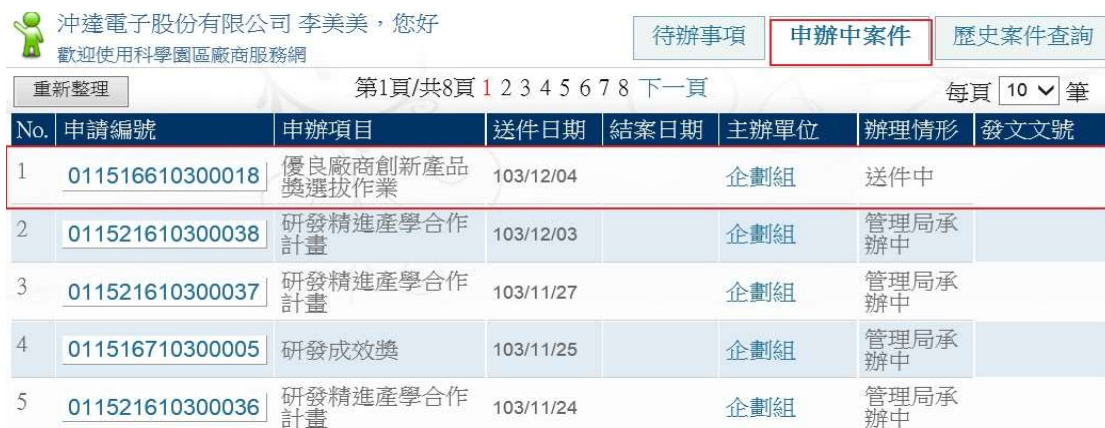 沖達電子股份有限公司 李美美，您好
歡迎使用科學園區廠商服務網
待辦事項 申辦中案件 歷史案件查詢
重新整理 第1頁/共8頁 1 2 3 4 5 6 7 8 下一頁 每頁 10 筆
No. 申請編號 申辦項目 送件日期 結案日期 主辦單位 辦理情形 發文文號
1 011516610300018 優良廠商創新產品
獎選拔作業 103/12/04 企劃組 送件中
2 011521610300038 研發精進產學合作
計畫 103/12/03 企劃組 管理局承
辦中
3 011521610300037 研發精進產學合作
計畫 103/11/27 企劃組 管理局承
辦中
4 011516710300005 研發成效獎 103/11/25 企劃組 管理局承
辦中
5 011521610300036 研發精進產學合作
計畫 103/11/24 企劃組 管理局承
辦中